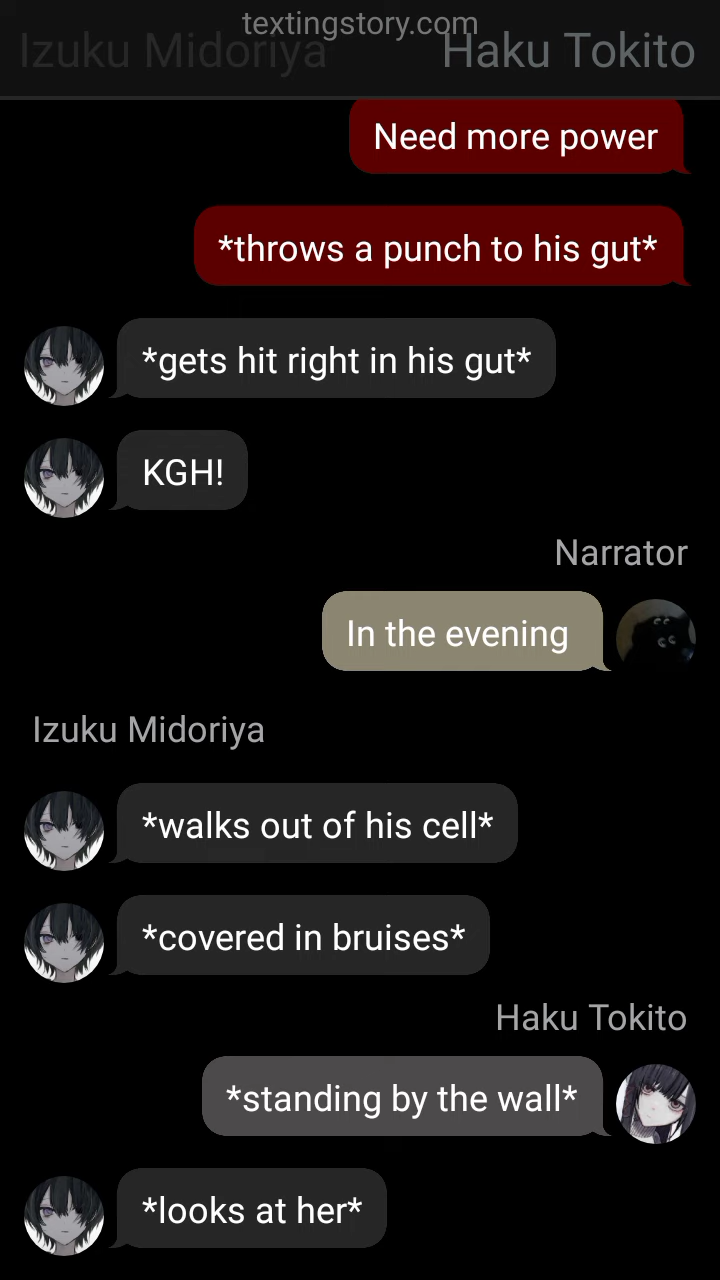 textingstory.com
Izuku Midoriya
Haku Tokito
Need more power
*throws a punch to his gut*
*gets hit right in his gut*
KGH!
Narrator
In the evening
Izuku Midoriya
*walks out of his cell*
*covered in bruises*
Haku Tokito
*standing by the wall*
*looks at her*